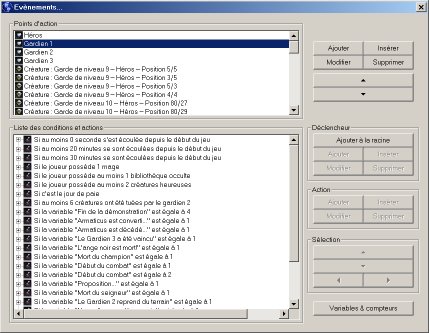 Evénements...
Points d'action
Héros
Gardien 1
Gardien 2
Gardien 3
Créature : Garde de niveau 9 -- Héros -- Position 5/5
Créature : Garde de niveau 9 -- Héros -- Position 3/5
Créature : Garde de niveau 9 -- Héros -- Position 5/3
Créature : Garde de niveau 9 -- Héros -- Position 4/4
Créature : Garde de niveau 10 -- Héros -- Position 80/27
Créature : Garde de niveau 10 -- Héros -- Position 80/29
Ajouter
Insérer
Modifier
Supprimer
Liste des conditions et actions
Si au moins 0 seconde s'est écoulée depuis le début du jeu
Si au moins 20 minutes se sont écoulées depuis le début du jeu
Si au moins 30 minutes se sont écoulées depuis le début du jeu
Si le joueur possède 1 mage
Si le joueur possède au moins 1 bibliothèque occulte
Si le joueur possède au moins 2 créatures heureuses
Si c'est le jour de paie
Si au moins 6 créatures ont été tuées par le gardien 2
Si la variable "Fin de la démonstration" est égale à 4
Si la variable "Armaticus est converti..." est égale à 1
Si la variable "Armaticus est décédé..." est égale à 1
Si la variable "Le Gardien 3 a été vaincu" est égale à 1
Si la variable "L'ange noir est mort!" est égale à 1
Si la variable "Mort du champion" est égale à 1
Si la variable "Début du combat" est égale à 1
Si la variable "Début du combat" est égale à 2
Si la variable "Proposition..." est égale à 1
Si la variable "Mort du seigneur" est égale à 1
Si la variable "Le Gardien 2 reprend du terrain" est égale à 1
Déclencheur
Ajouter à la racine
Ajouter
Insérer
Modifier
Supprimer
Action
Ajouter
Insérer
Modifier
Supprimer
Sélection
Variables & compteurs